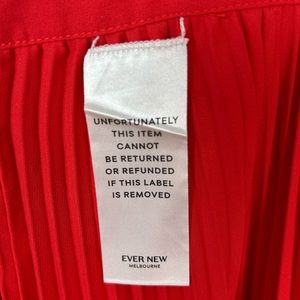 UNFORTUNATELY
THIS ITEM
CANNOT
BE RETURNED
OR REFUNDED
IF THIS LABEL
IS REMOVED
EVER NEW
MELBOURNE